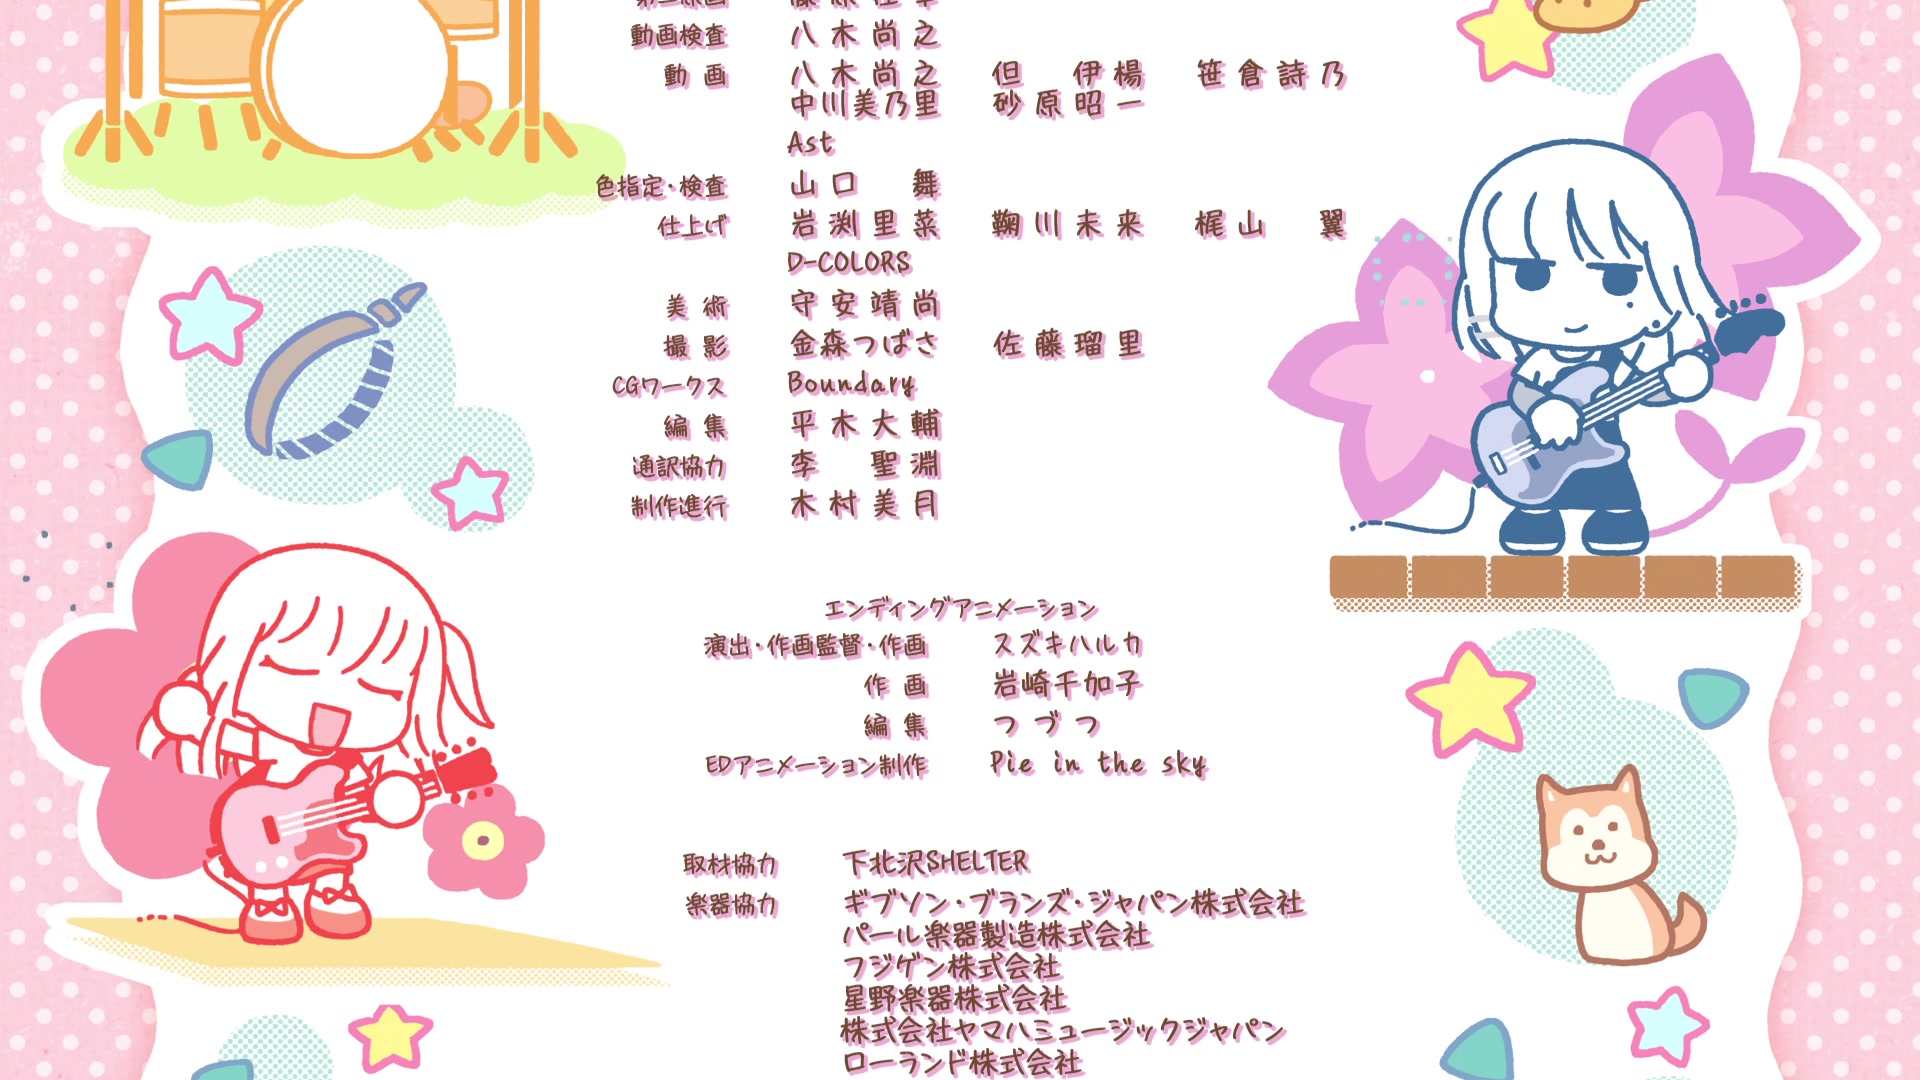 動画検査 八木尚之
動画 八木尚之 但 伊楊 笹倉詩乃
中川美乃里 砂原昭一
Ast
色指定・検査 山口 舞
仕上げ 岩渕里菜 鞠川未来 梶山 翼
D-COLORS
美術 守安靖尚
撮影 金森つばさ 佐藤瑠里
CGワークス Boundary
編集 平木大輔
通訳協力 李 聖淵
制作進行 木村美月
エンディングアニメーション
演出・作画監督・作画 スズキハルカ
作画 岩崎千加子
編集 つづつ
EDアニメーション制作 Pie in the sky
取材協力 下北沢SHELTER
楽器協力 ギブソン・ブランズ・ジャパン株式会社
パール楽器製造株式会社
フジゲン株式会社
星野楽器株式会社
株式会社ヤマハミュージックジャパン
ローランド株式会社